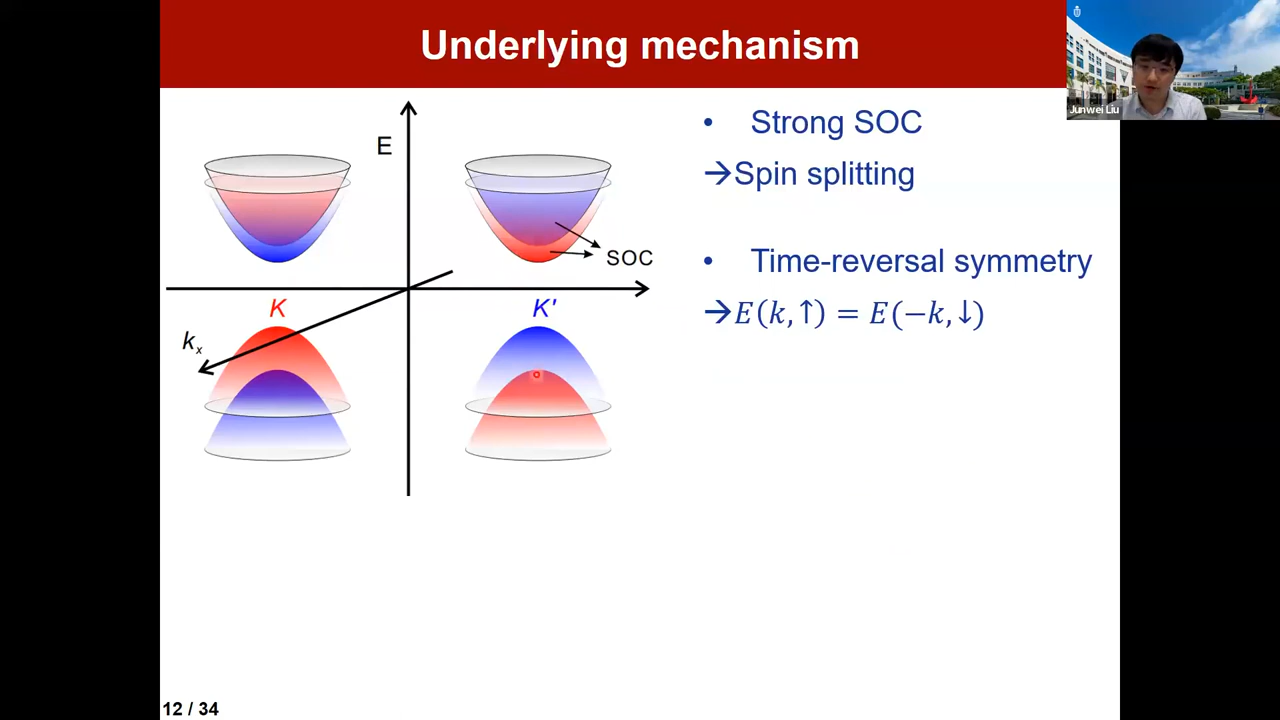 Underlying mechanism
Junwei Liu
E
SOC
K
K'
kₓ
• Strong SOC
→Spin splitting
• Time-reversal symmetry
→E(k,↑) = E(−k,↓)
12 / 34